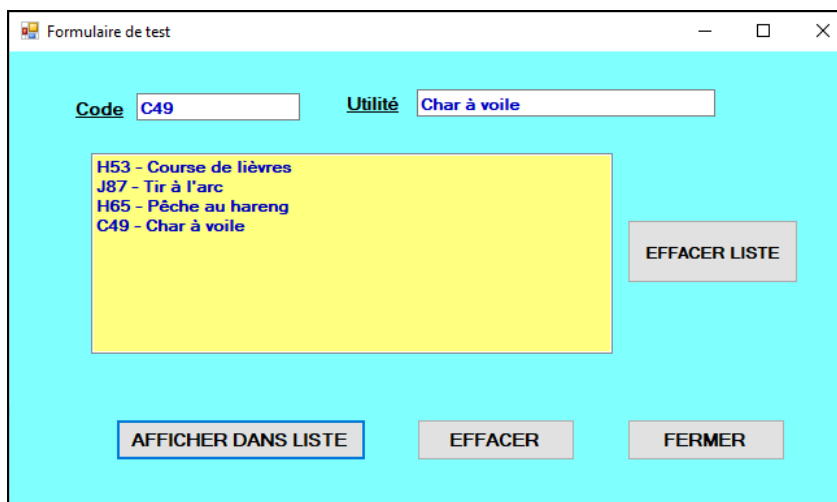 Formulaire de test
Code C49 Utilité Char à voile
H53 - Course de lièvres
J87 - Tir à l'arc
H65 - Pêche au hareng
C49 - Char à voile
EFFACER LISTE
AFFICHER DANS LISTE EFFACER FERMER